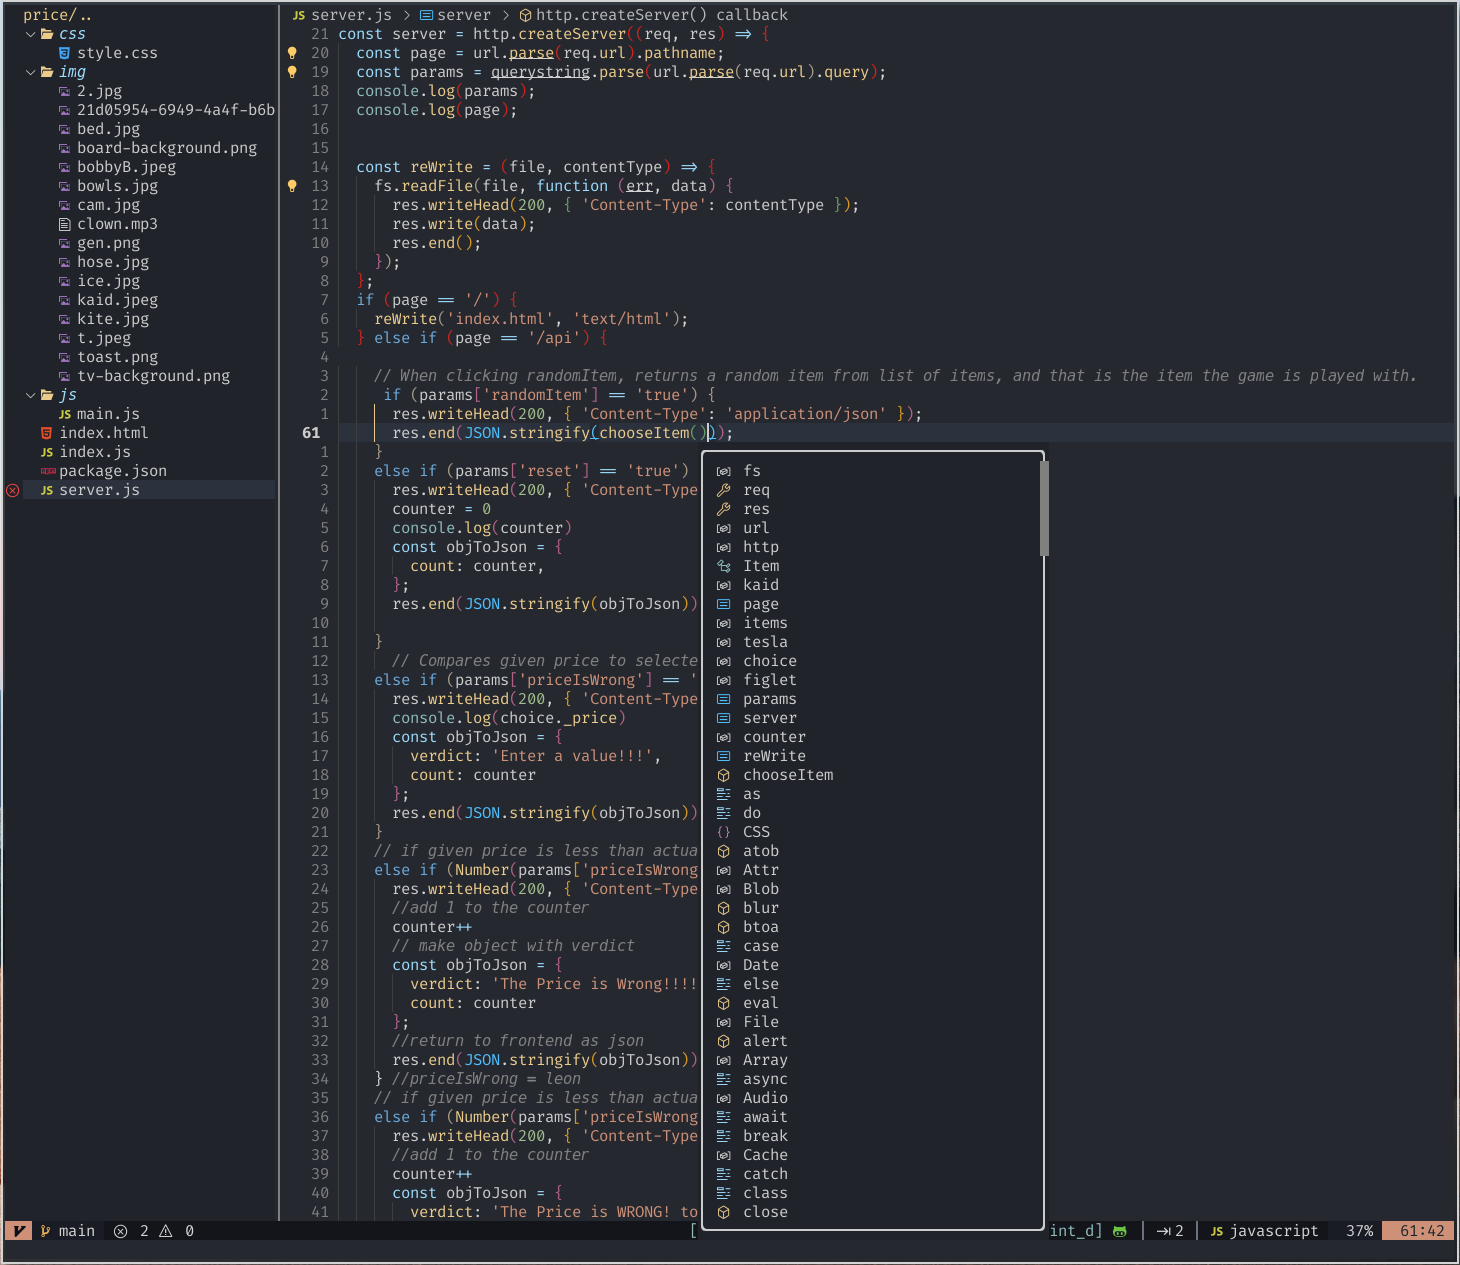 price/..
css
style.css
img
2.jpg
21d05954-6949-4a4f-b6b
bed.jpg
board-background.png
bobbyB.jpeg
bowls.jpg
cam.jpg
clown.mp3
gen.png
hose.jpg
ice.jpg
kaid.jpeg
kite.jpg
t.jpeg
toast.png
tv-background.png
js
JS main.js
index.html
JS index.js
package.json
JS server.js
JS server.js > server > http.createServer() callback
21 const server = http.createServer((req, res) => {
20 const page = url.parse(req.url).pathname;
19 const params = querystring.parse(url.parse(req.url).query);
18 console.log(params);
17 console.log(page);
16
15
14 const reWrite = (file, contentType) => {
13 fs.readFile(file, function (err, data) {
12 res.writeHead(200, { 'Content-Type': contentType });
11 res.write(data);
10 res.end();
9 });
8 };
7 if (page == '/') {
6 reWrite('index.html', 'text/html');
5 } else if (page == '/api') {
4
3 // When clicking randomItem, returns a random item from list of items, and that is the item the game is played with.
2 if (params['randomItem'] == 'true') {
1 res.writeHead(200, { 'Content-Type': 'application/json' });
61 res.end(JSON.stringify(chooseItem()));
1 }
2 else if (params['reset'] == 'true')
3 res.writeHead(200, { 'Content-Type
4 counter = 0
5 console.log(counter)
6 const objToJson = {
7 count: counter,
8 };
9 res.end(JSON.stringify(objToJson))
10
11 }
12 // Compares given price to selecte
13 else if (params['priceIsWrong'] == '
14 res.writeHead(200, { 'Content-Type
15 console.log(choice._price)
16 const objToJson = {
17 verdict: 'Enter a value!!!',
18 count: counter
19 };
20 res.end(JSON.stringify(objToJson))
21 }
22 // if given price is less than actua
23 else if (Number(params['priceIsWrong
24 res.writeHead(200, { 'Content-Type
25 //add 1 to the counter
26 counter++
27 // make object with verdict
28 const objToJson = {
29 verdict: 'The Price is Wrong!!!!
30 count: counter
31 };
32 //return to frontend as json
33 res.end(JSON.stringify(objToJson))
34 } //priceIsWrong = leon
35 // if given price is less than actua
36 else if (Number(params['priceIsWrong
37 res.writeHead(200, { 'Content-Type
38 //add 1 to the counter
39 counter++
40 const objToJson = {
41 verdict: 'The Price is WRONG! to
fs
req
res
url
http
Item
kaid
page
items
tesla
choice
figlet
params
server
counter
reWrite
chooseItem
as
do
CSS
atob
Attr
Blob
blur
btoa
case
Date
else
eval
File
alert
Array
async
Audio
await
break
Cache
catch
class
close
main 2 0 [ int_d] 2 JS javascript 37% 61:42